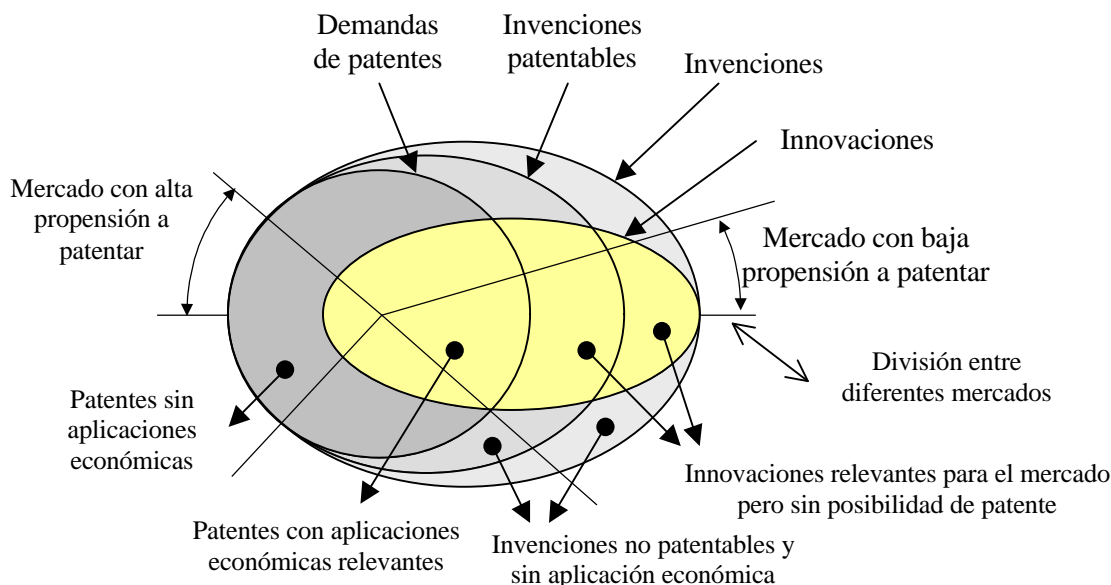 Demandas
de patentes
Invenciones
patentables
Invenciones
Innovaciones
Mercado con alta
propensión a
patentar
Mercado con baja
propensión a patentar
División entre
diferentes mercados
Patentes sin
aplicaciones
económicas
Innovaciones relevantes para el mercado
pero sin posibilidad de patente
Patentes con aplicaciones
económicas relevantes
Invenciones no patentables y
sin aplicación económica